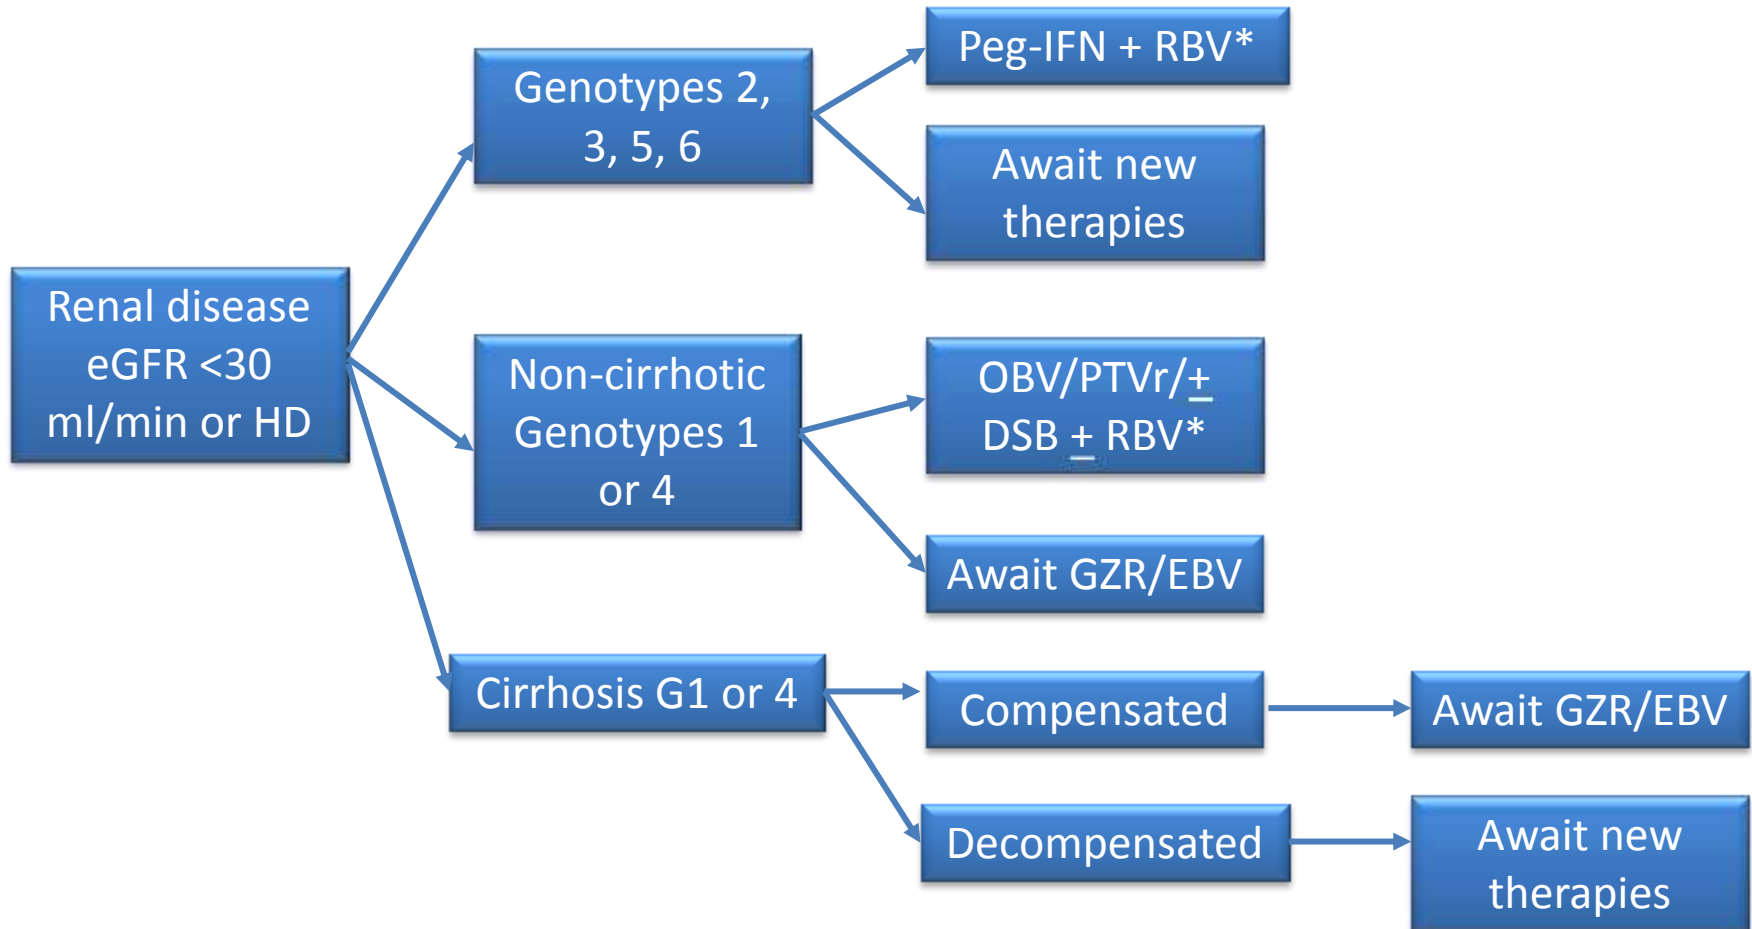 Peg-IFN + RBV*
Genotypes 2,
3, 5, 6
Await new
therapies
Renal disease
eGFR <30
ml/min or HD
Non-cirrhotic
Genotypes 1
or 4
OBV/PTVr/±
DSB ± RBV*
Await GZR/EBV
Cirrhosis G1 or 4
Compensated
Await GZR/EBV
Decompensated
Await new
therapies